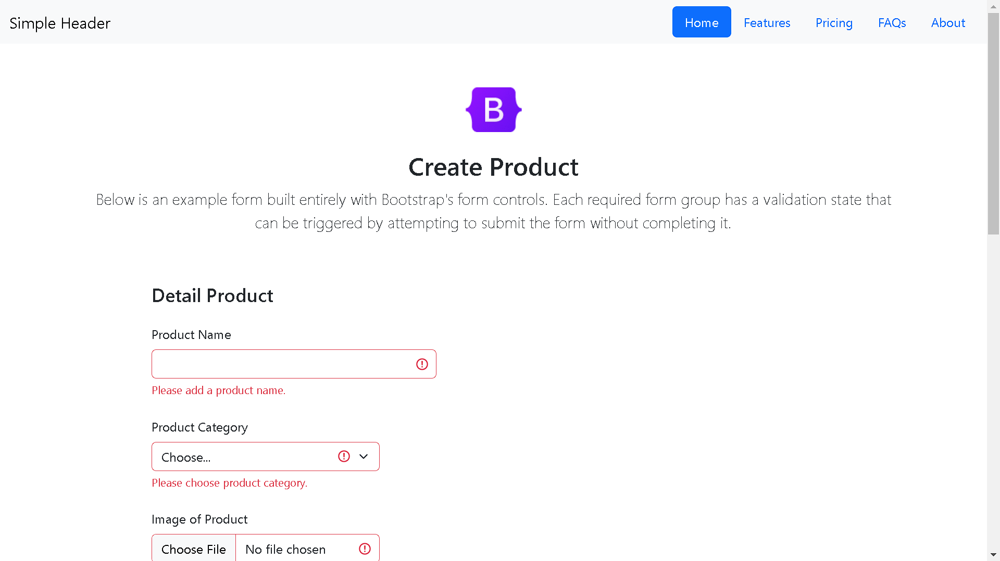 Simple Header
Home
Features
Pricing
FAQs
About
B
Create Product
Below is an example form built entirely with Bootstrap's form controls. Each required form group has a validation state that
can be triggered by attempting to submit the form without completing it.
Detail Product
Product Name
Please add a product name.
Product Category
Choose...
Please choose product category.
Image of Product
Choose File
No file chosen